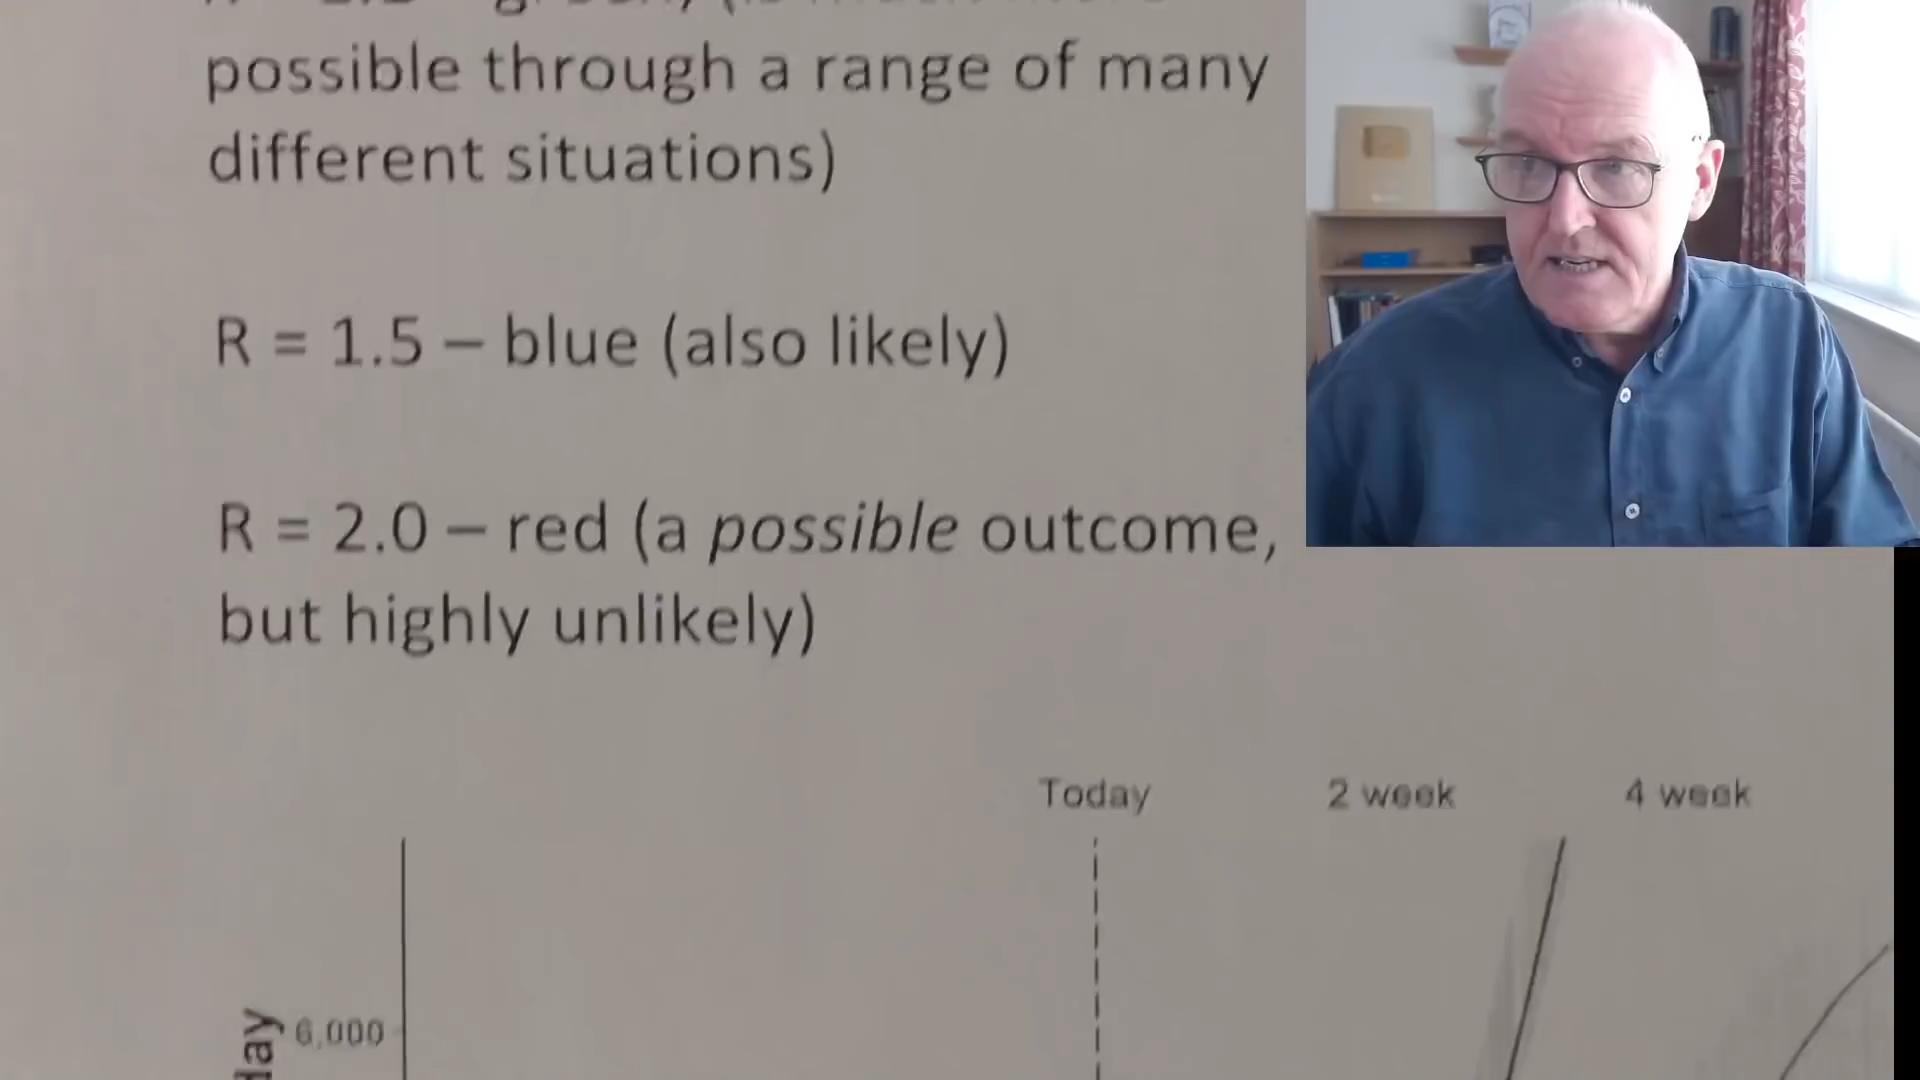 possible through a range of many
different situations)
R = 1.5 – blue (also likely)
R = 2.0 – red (a possible outcome,
but highly unlikely)
Today 2 week 4 week
6,000
day